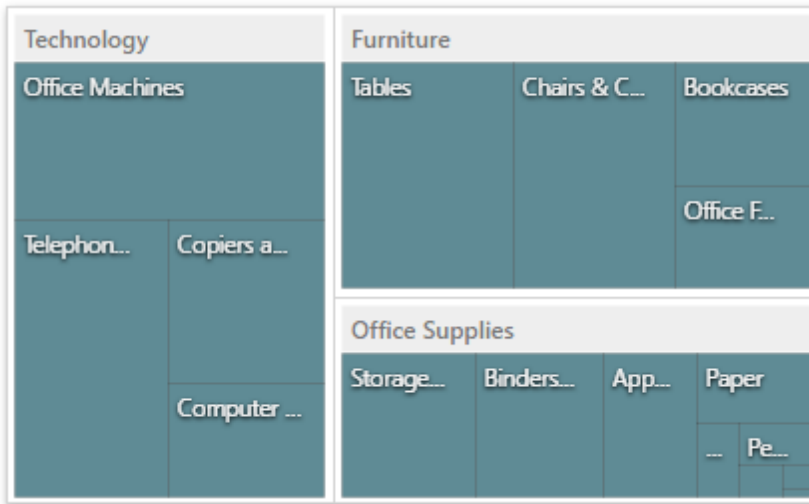 Technology
Office Machines
Telephon...
Copiers a...
Computer ...
Furniture
Tables
Chairs & C...
Bookcases
Office F...
Office Supplies
Storage...
Binders...
App...
Paper
...
Pe...